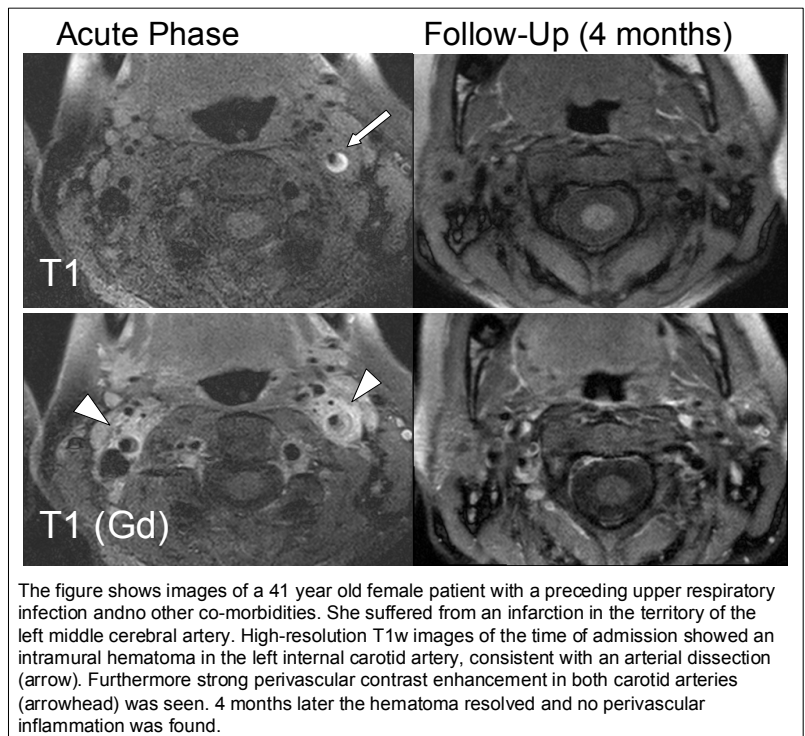 Acute Phase
Follow-Up (4 months)
T1
T1 (Gd)
The figure shows images of a 41 year old female patient with a preceding upper respiratory
infection andno other co-morbidities. She suffered from an infarction in the territory of the
left middle cerebral artery. High-resolution T1w images of the time of admission showed an
intramural hematoma in the left internal carotid artery, consistent with an arterial dissection
(arrow). Furthermore strong perivascular contrast enhancement in both carotid arteries
(arrowhead) was seen. 4 months later the hematoma resolved and no perivascular
inflammation was found.